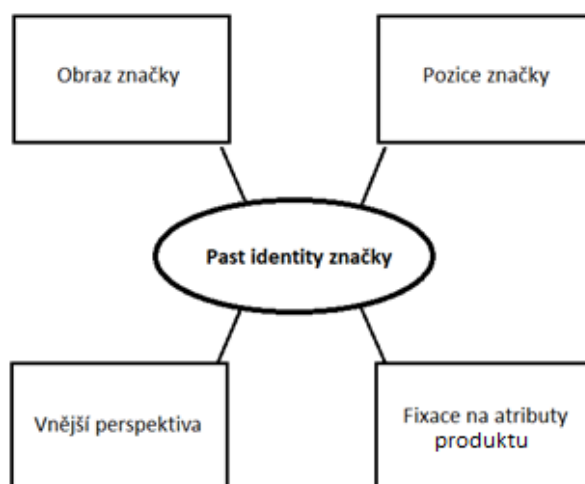 Obraz značky
Pozice značky
Past identity značky
Vnější perspektiva
Fixace na atributy
produktu